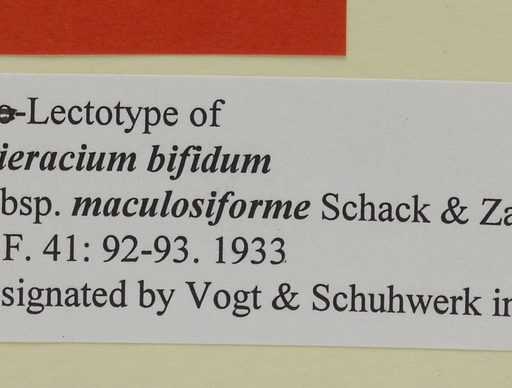 -Lectotype of
ieracium bifidum
bsp. maculosiforme Schack & Za
F. 41: 92-93. 1933
signated by Vogt & Schuhwerk in